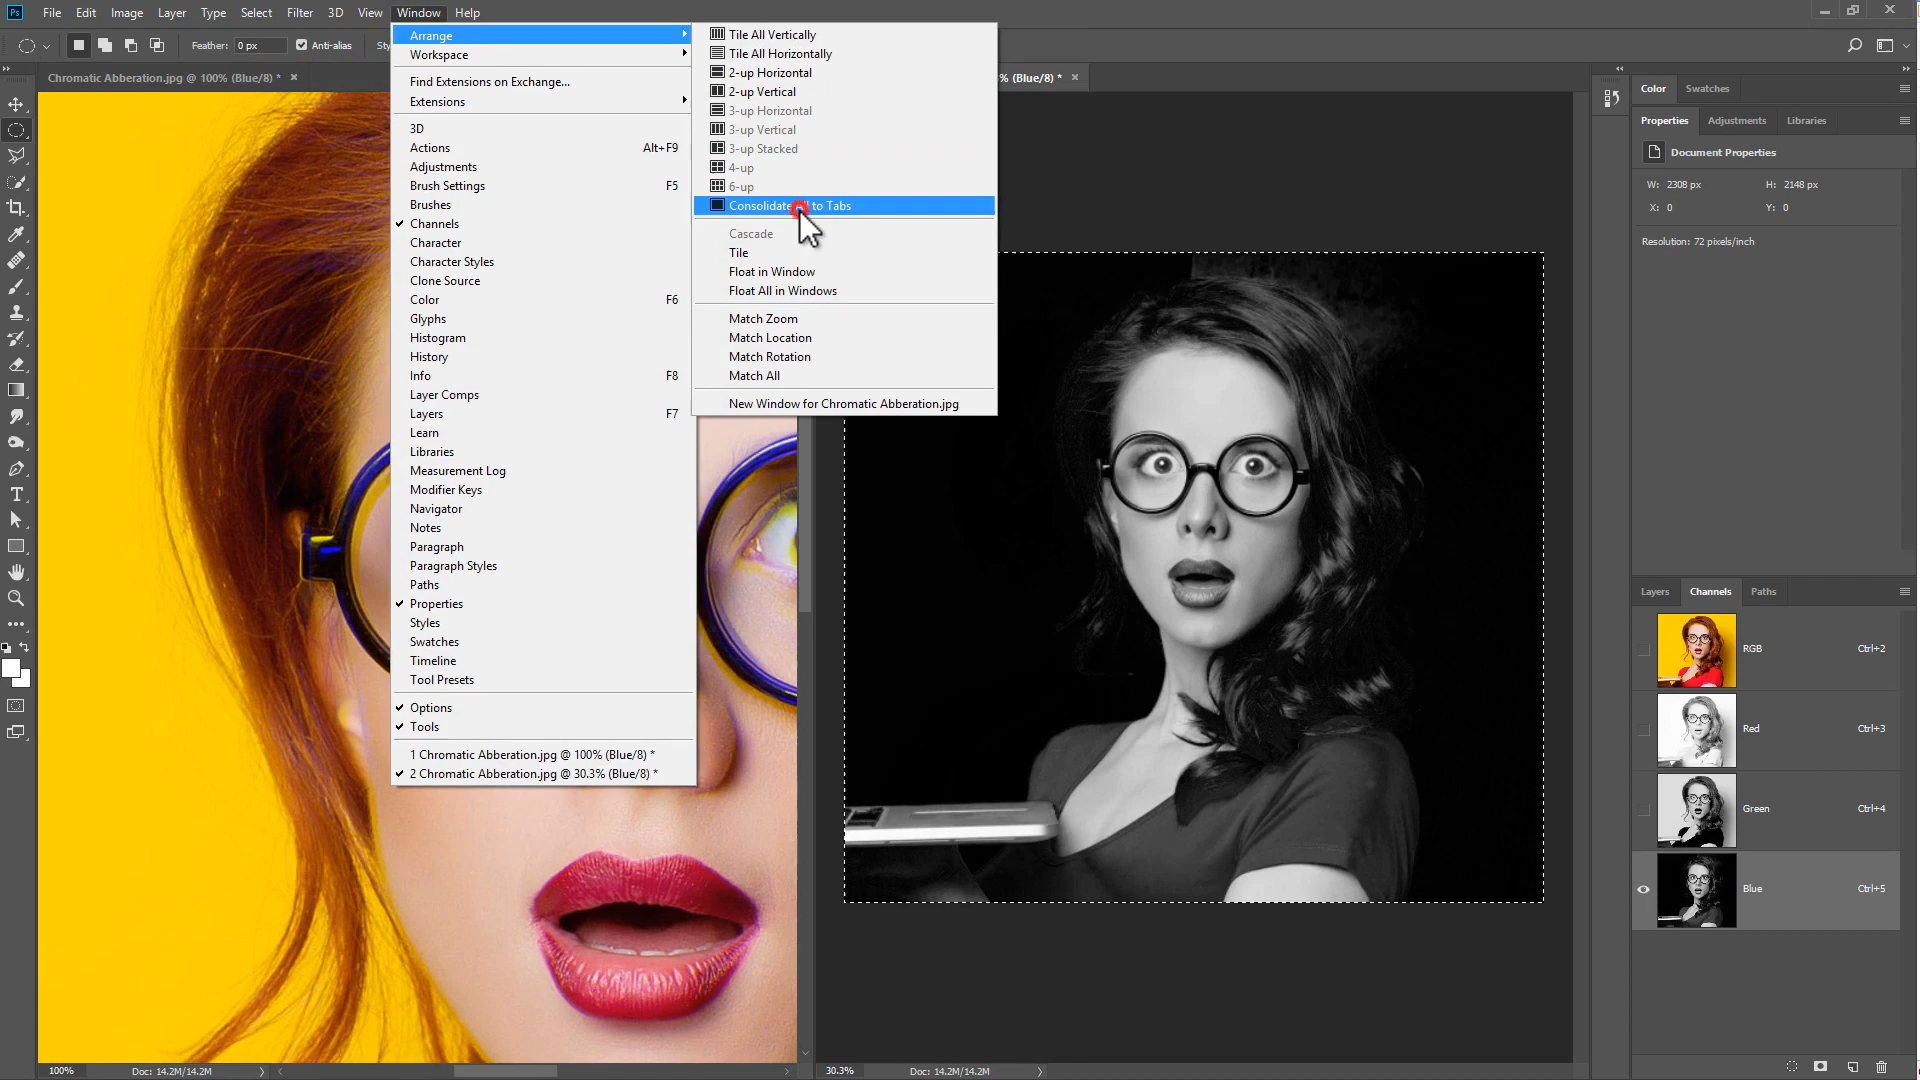 Ps File Edit Image Layer Type Select Filter 3D View Window Help
Feather: 0 px Anti-alias
Chromatic Abberation.jpg @ 100% (Blue/8) * ×
(Blue/8) * ×
Arrange
Workspace
Find Extensions on Exchange...
Extensions
3D
Actions Alt+F9
Adjustments
Brush Settings F5
Brushes
Channels
Character
Character Styles
Clone Source
Color F6
Glyphs
Histogram
History
Info F8
Layer Comps
Layers F7
Learn
Libraries
Measurement Log
Modifier Keys
Navigator
Notes
Paragraph
Paragraph Styles
Paths
Properties
Styles
Swatches
Timeline
Tool Presets
Options
Tools
1 Chromatic Abberation.jpg @ 100% (Blue/8) *
2 Chromatic Abberation.jpg @ 30.3% (Blue/8) *
Tile All Vertically
Tile All Horizontally
2-up Horizontal
2-up Vertical
3-up Horizontal
3-up Vertical
3-up Stacked
4-up
6-up
Consolidate All to Tabs
Cascade
Tile
Float in Window
Float All in Windows
Match Zoom
Match Location
Match Rotation
Match All
New Window for Chromatic Abberation.jpg
Color Swatches
Properties Adjustments Libraries
Document Properties
W: 2308 px H: 2148 px
X: 0 Y: 0
Resolution: 72 pixels/inch
Layers Channels Paths
RGB Ctrl+2
Red Ctrl+3
Green Ctrl+4
Blue Ctrl+5
100% Doc: 14.2M/14.2M
30.3% Doc: 14.2M/14.2M